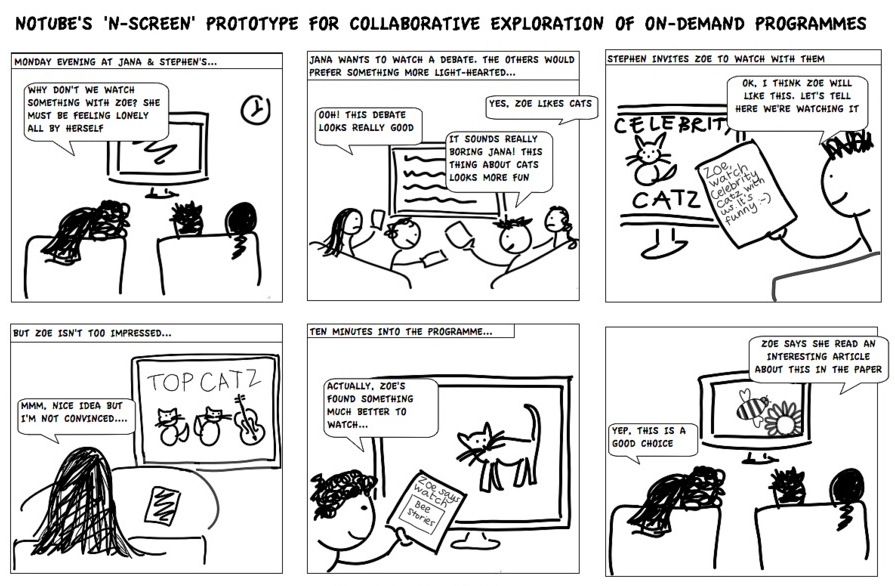 NOTUBE'S 'N-SCREEN' PROTOTYPE FOR COLLABORATIVE EXPLORATION OF ON-DEMAND PROGRAMMES
MONDAY EVENING AT JANA & STEPHEN'S...
WHY DON'T WE WATCH
SOMETHING WITH ZOE? SHE
MUST BE FEELING LONELY
ALL BY HERSELF
JANA WANTS TO WATCH A DEBATE. THE OTHERS WOULD
PREFER SOMETHING MORE LIGHT-HEARTED...
OOH! THIS DEBATE
LOOKS REALLY GOOD
YES, ZOE LIKES CATS
IT SOUNDS REALLY
BORING JANA! THIS
THING ABOUT CATS
LOOKS MORE FUN
STEPHEN INVITES ZOE TO WATCH WITH THEM
OK, I THINK ZOE WILL
LIKE THIS. LET'S TELL
HERE WE'RE WATCHING IT
CELEBRITY
CATZ
Zoe,
watch
Celebrity
Catz with
us it's
funny :-)
BUT ZOE ISN'T TOO IMPRESSED...
MMM, NICE IDEA BUT
I'M NOT CONVINCED....
TOP CATZ
TEN MINUTES INTO THE PROGRAMME...
ACTUALLY, ZOE'S
FOUND SOMETHING
MUCH BETTER TO
WATCH...
Zoe says
watch
Bee
stories
ZOE SAYS SHE READ AN
INTERESTING ARTICLE
ABOUT THIS IN THE PAPER
YEP, THIS IS A
GOOD CHOICE